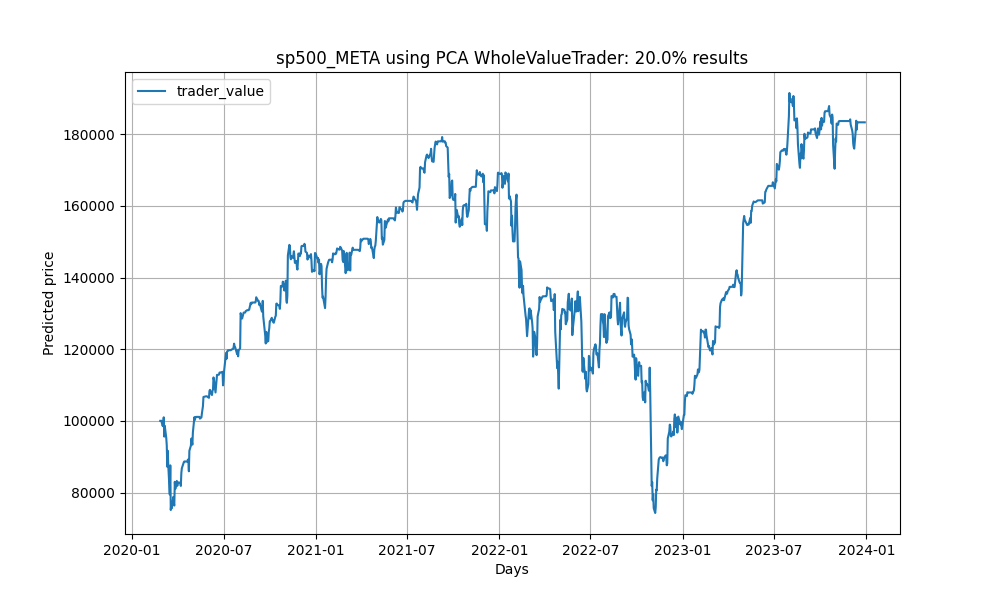 sp500_META using PCA WholeValueTrader: 20.0% results
trader_value
Predicted price
180000
160000
140000
120000
100000
80000
2020-01 2020-07 2021-01 2021-07 2022-01 2022-07 2023-01 2023-07 2024-01
Days